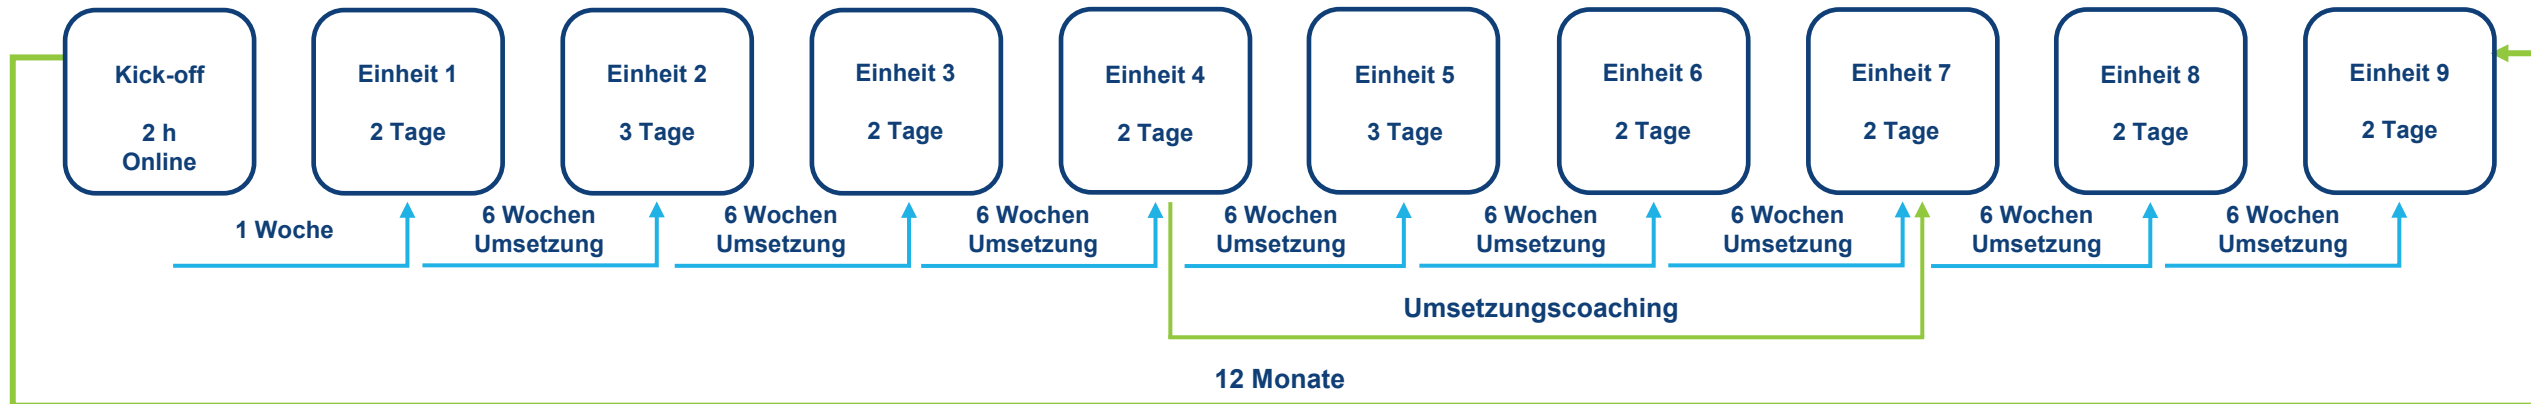 Kick-off
2 h
Online
Einheit 1
2 Tage
Einheit 2
3 Tage
Einheit 3
2 Tage
Einheit 4
2 Tage
Einheit 5
3 Tage
Einheit 6
2 Tage
Einheit 7
2 Tage
Einheit 8
2 Tage
Einheit 9
2 Tage
1 Woche
6 Wochen
Umsetzung
6 Wochen
Umsetzung
6 Wochen
Umsetzung
6 Wochen
Umsetzung
6 Wochen
Umsetzung
6 Wochen
Umsetzung
6 Wochen
Umsetzung
6 Wochen
Umsetzung
Umsetzungscoaching
12 Monate